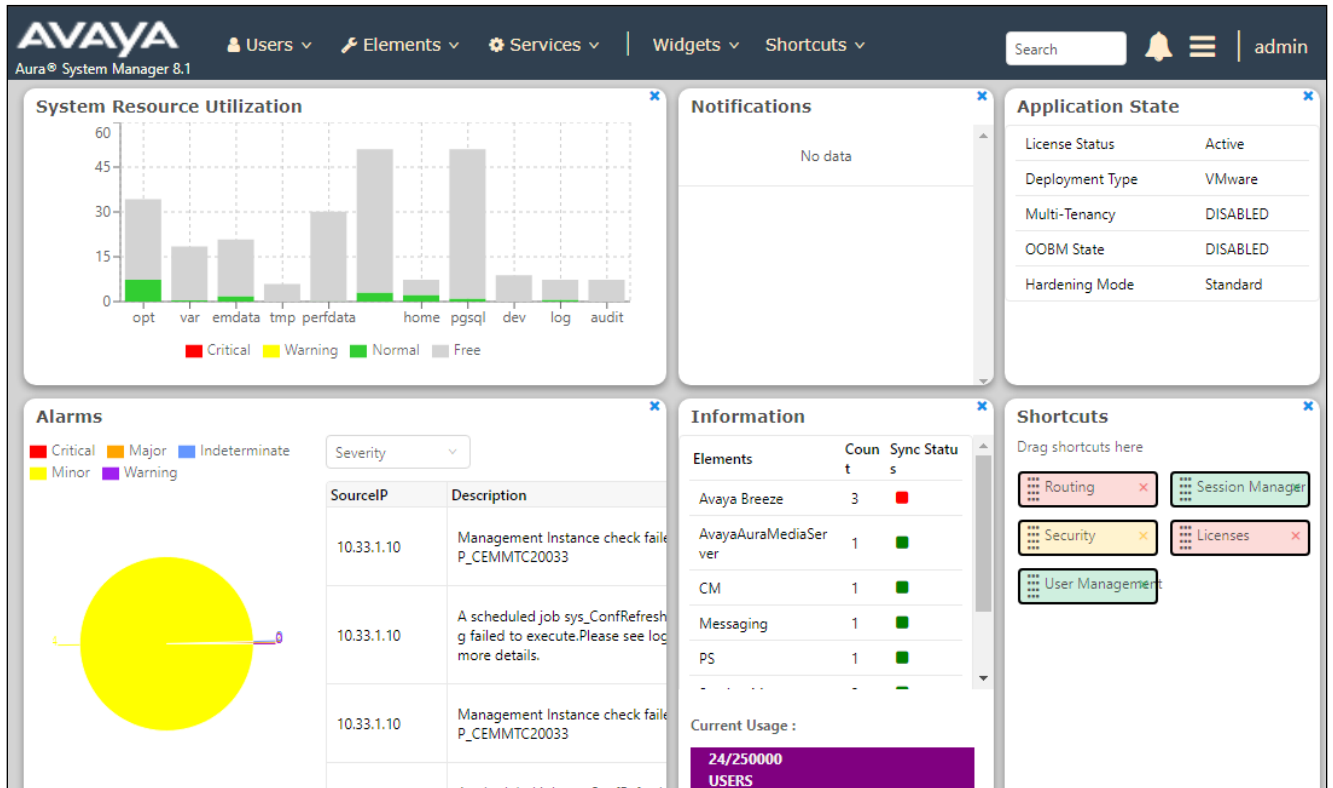 AVAYA
Aura® System Manager 8.1
Users
Elements
Services
Widgets
Shortcuts
Search
admin
System Resource Utilization
60
45
30
15
0
opt var emdata tmp perfdata home pgsql dev log audit
Critical Warning Normal Free
Notifications
No data
Application State
License Status Active
Deployment Type VMware
Multi-Tenancy DISABLED
OOBM State DISABLED
Hardening Mode Standard
Alarms
Critical Major Indeterminate
Minor Warning
Severity
SourceIP Description
10.33.1.10
Management Instance check faile
P_CEMMTC20033
10.33.1.10
A scheduled job sys_ConfRefresh
g failed to execute.Please see log
more details.
10.33.1.10
Management Instance check faile
P_CEMMTC20033
Information
Elements
Coun
t
Sync Statu
s
Avaya Breeze 3
AvayaAuraMediaSer
ver
1
CM 1
Messaging 1
PS 1
Current Usage :
24/250000
USERS
Shortcuts
Drag shortcuts here
Routing ×
Session Manager
Security ×
Licenses ×
User Management